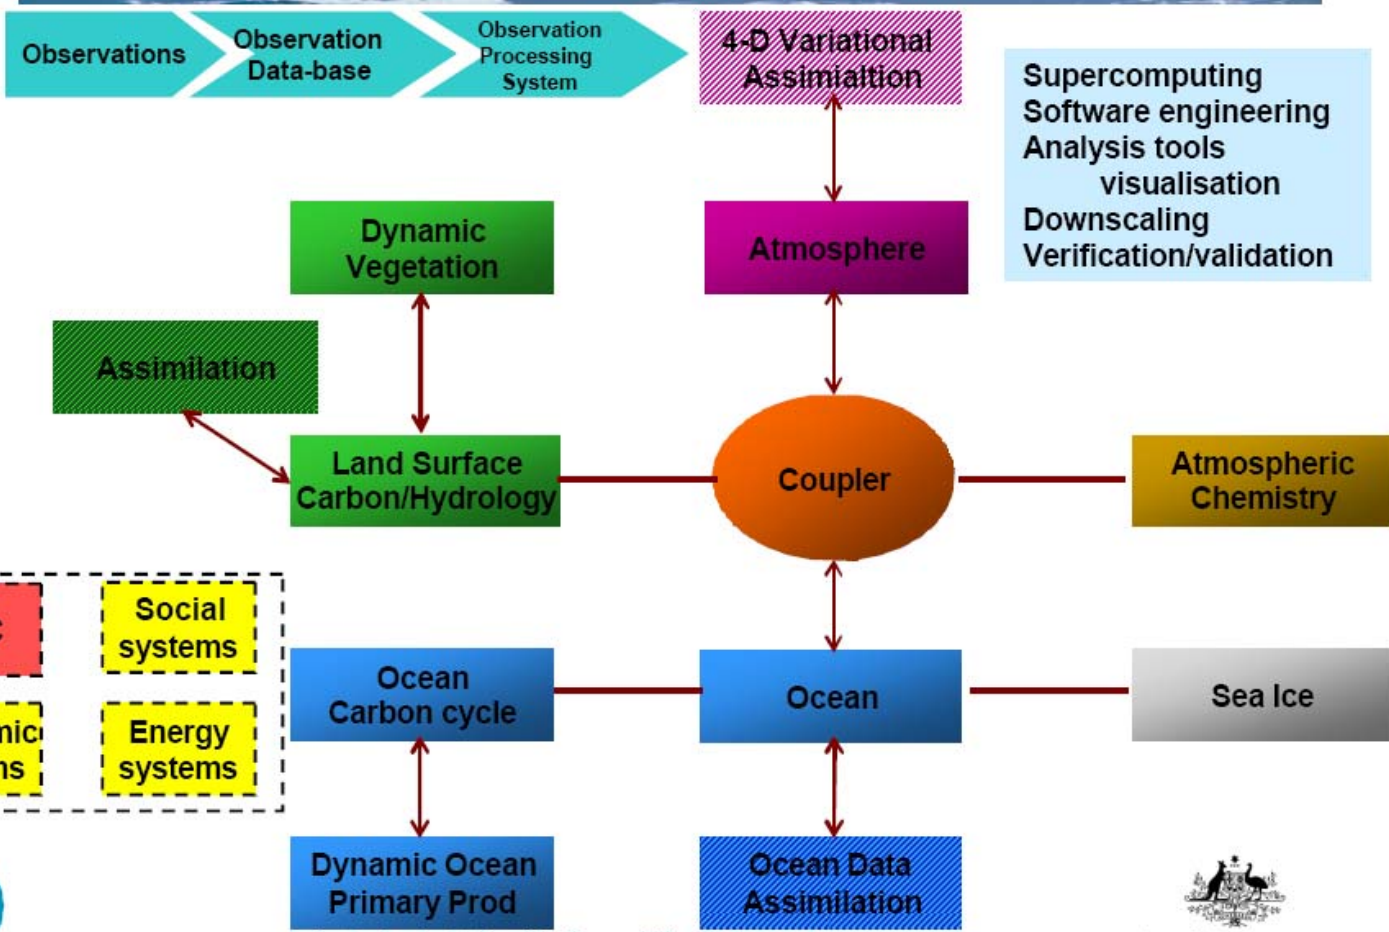 Observations
Observation
Data-base
Observation
Processing
System
4-D Variational
Assimialtion
Supercomputing
Software engineering
Analysis tools
visualisation
Downscaling
Verification/validation
Dynamic
Vegetation
Atmosphere
Assimilation
Land Surface
Carbon/Hydrology
Coupler
Atmospheric
Chemistry
Social
systems
Energy
systems
Ocean
Carbon cycle
Ocean
Sea Ice
Dynamic Ocean
Primary Prod
Ocean Data
Assimilation